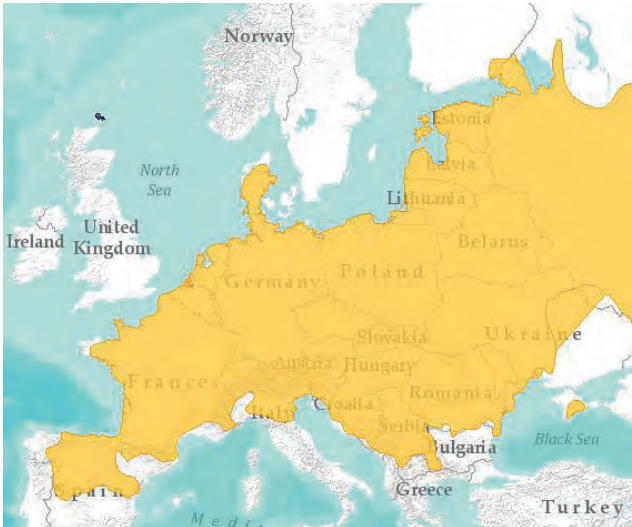 Norway
Estonia
North
Sea
Latvia
Lithuania
Ireland
United
Kingdom
Belarus
Germany
Poland
Slovakia
Ukraine
Austria
Hungary
France
Romania
Italy
Croatia
Serbia
Bulgaria
Black Sea
Spain
Greece
Turkey
Med